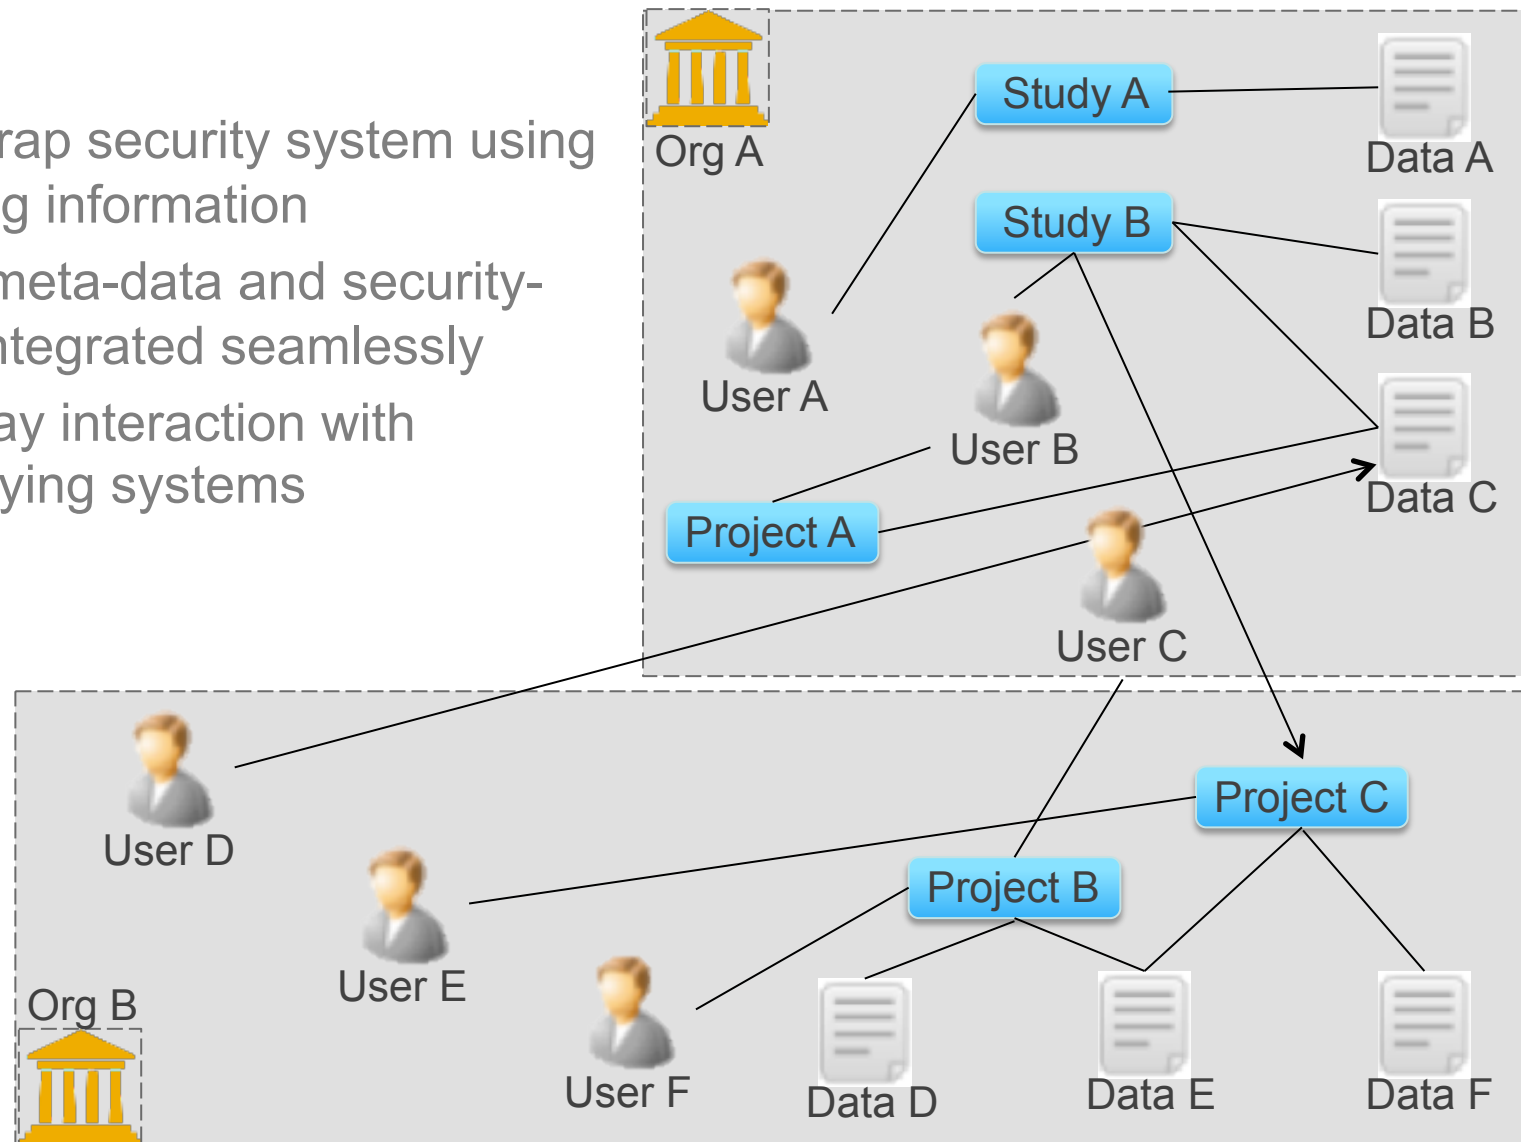 rap security system using
g information
meta-data and security-
ntegrated seamlessly
ay interaction with
ying systems
Org A
Study A
Data A
Study B
Data B
User A
User B
Data C
Project A
User C
User D
Project C
Project B
User E
Org B
User F
Data D
Data E
Data F